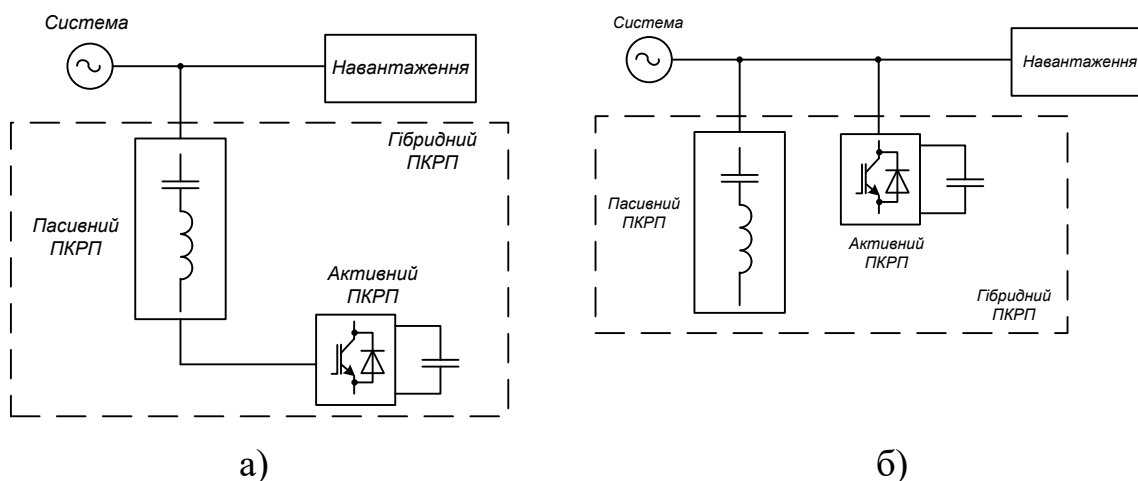 Система
Навантаження
Гібридний
ПКРП
Пасивний
ПКРП
Активний
ПКРП
а)
Система
Навантаження
Пасивний
ПКРП
Активний
ПКРП
Гібридний
ПКРП
б)